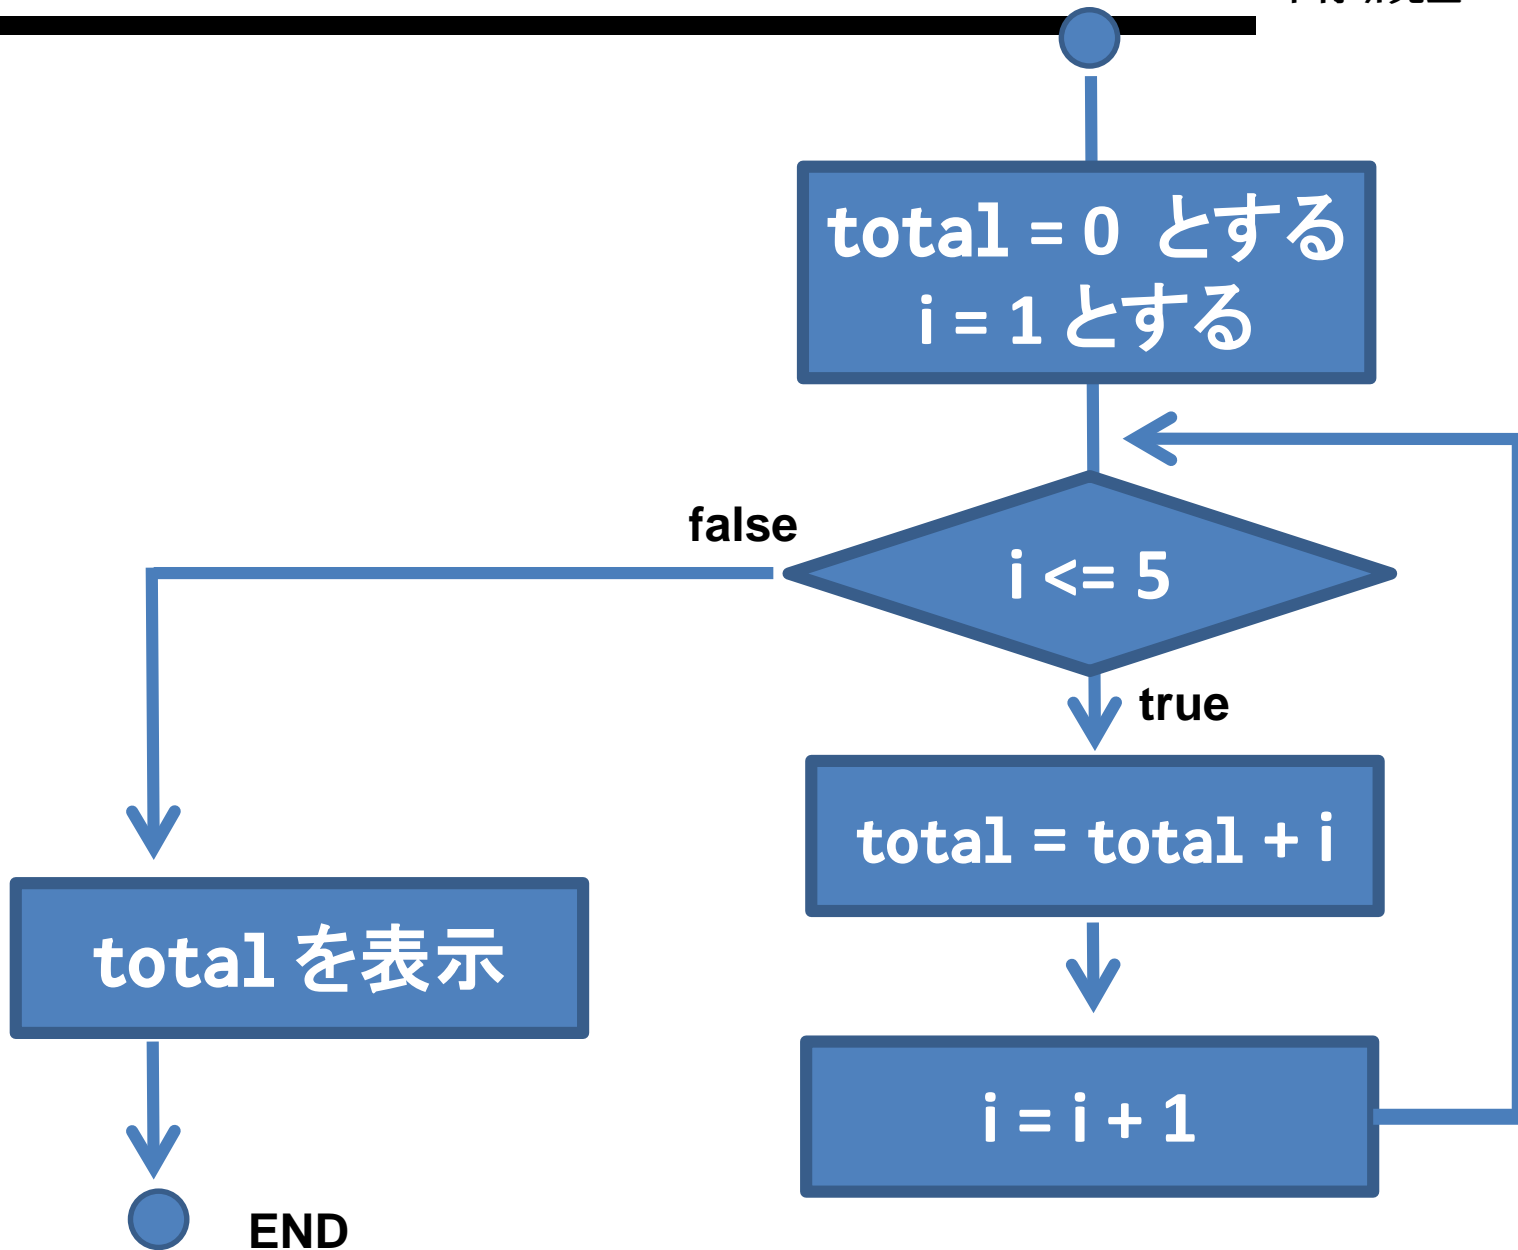 total = 0 とする
i = 1 とする
false
i <= 5
true
total = total + i
total を表示
i = i + 1
END